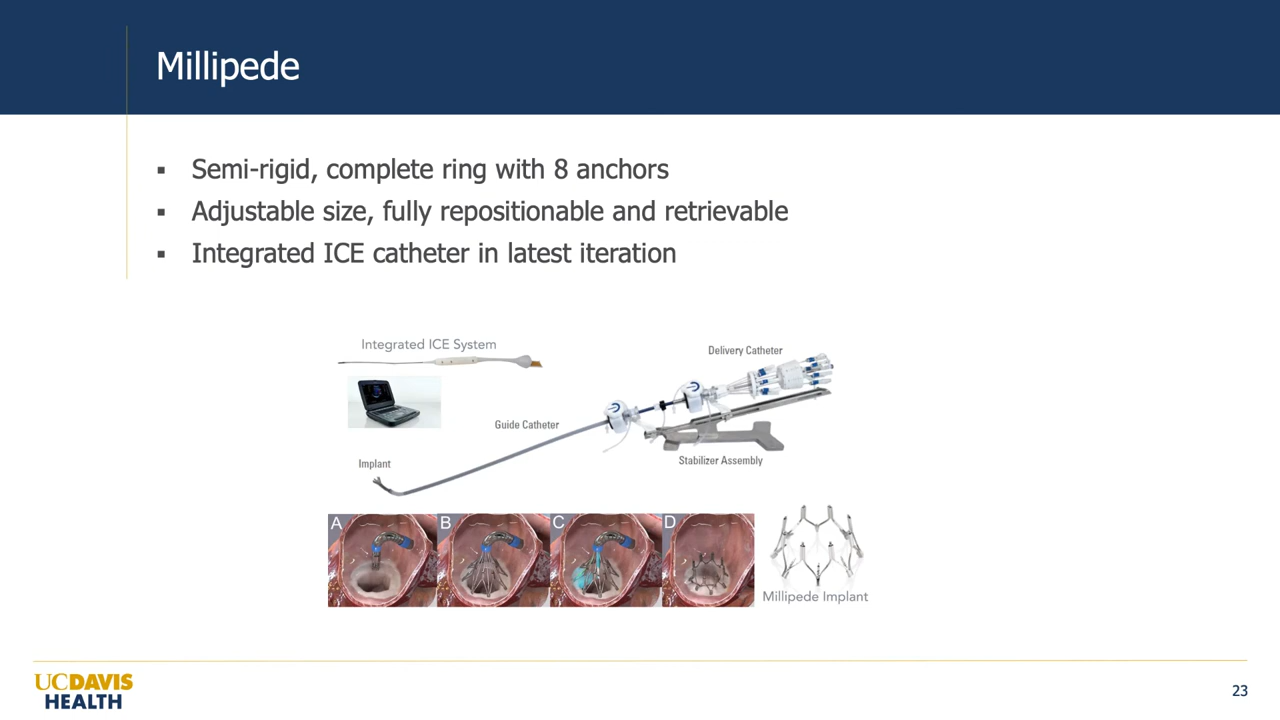 Millipede
▪ Semi-rigid, complete ring with 8 anchors
▪ Adjustable size, fully repositionable and retrievable
▪ Integrated ICE catheter in latest iteration
Integrated ICE System
Delivery Catheter
Guide Catheter
Stabilizer Assembly
Implant
A B C D
Millipede Implant
UCDAVIS
HEALTH
23